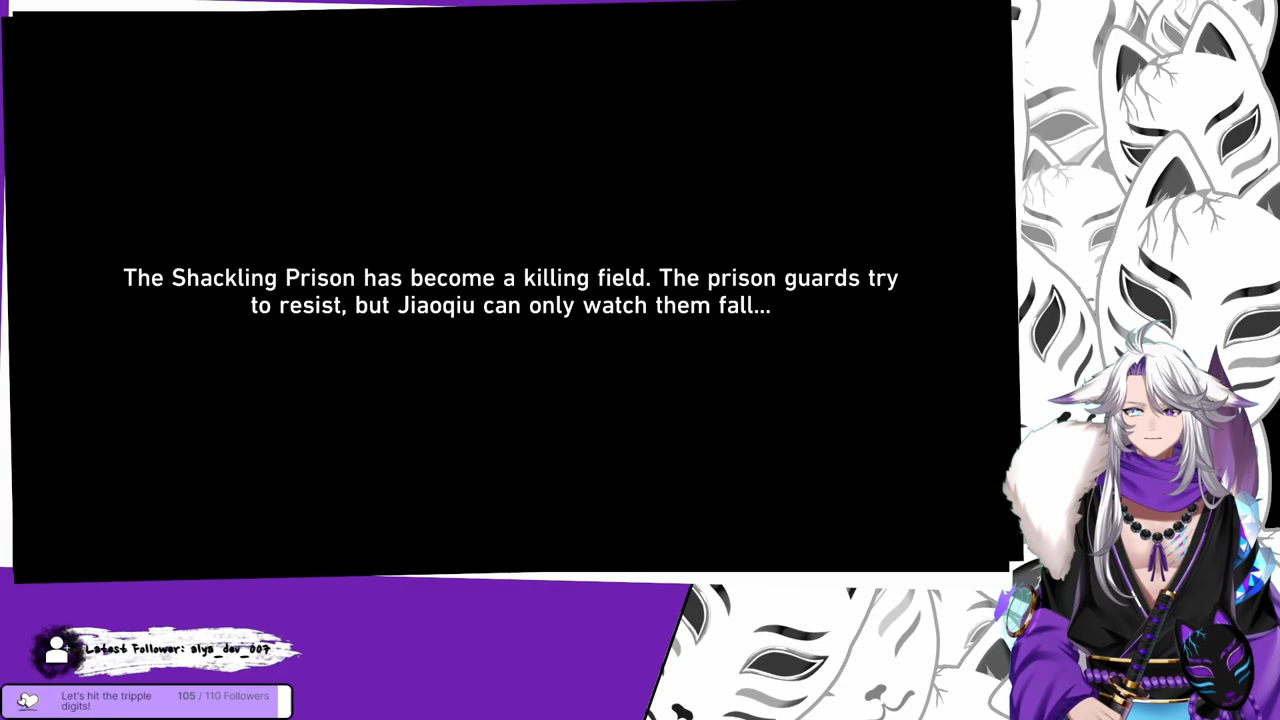 The Shackling Prison has become a killing field. The prison guards try
to resist, but Jiaoqiu can only watch them fall...
Latest Follower: alya_dev_007
Let's hit the tripple
digits!
105 / 110 Followers